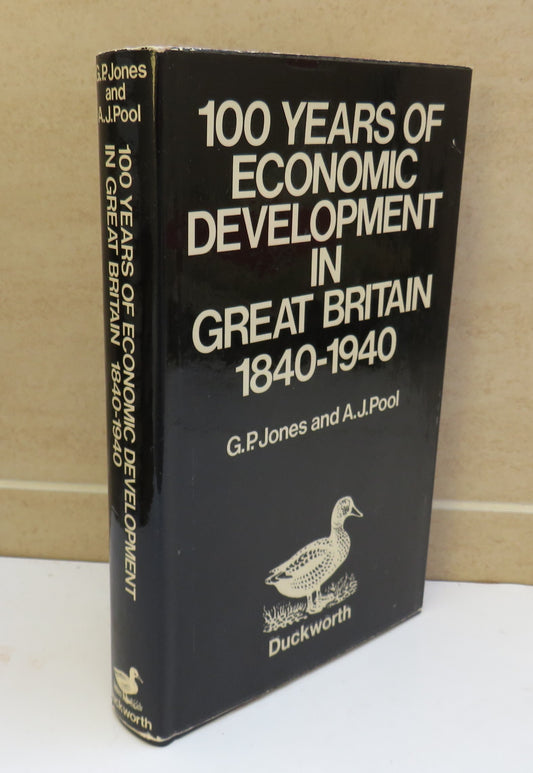 G.P.Jones
and
A.J.Pool
100 YEARS OF ECONOMIC DEVELOPMENT
IN GREAT BRITAIN 1840-1940
Duckworth
100 YEARS OF
ECONOMIC
DEVELOPMENT
IN
GREAT BRITAIN
1840-1940
G.P.Jones and A.J.Pool
Duckworth